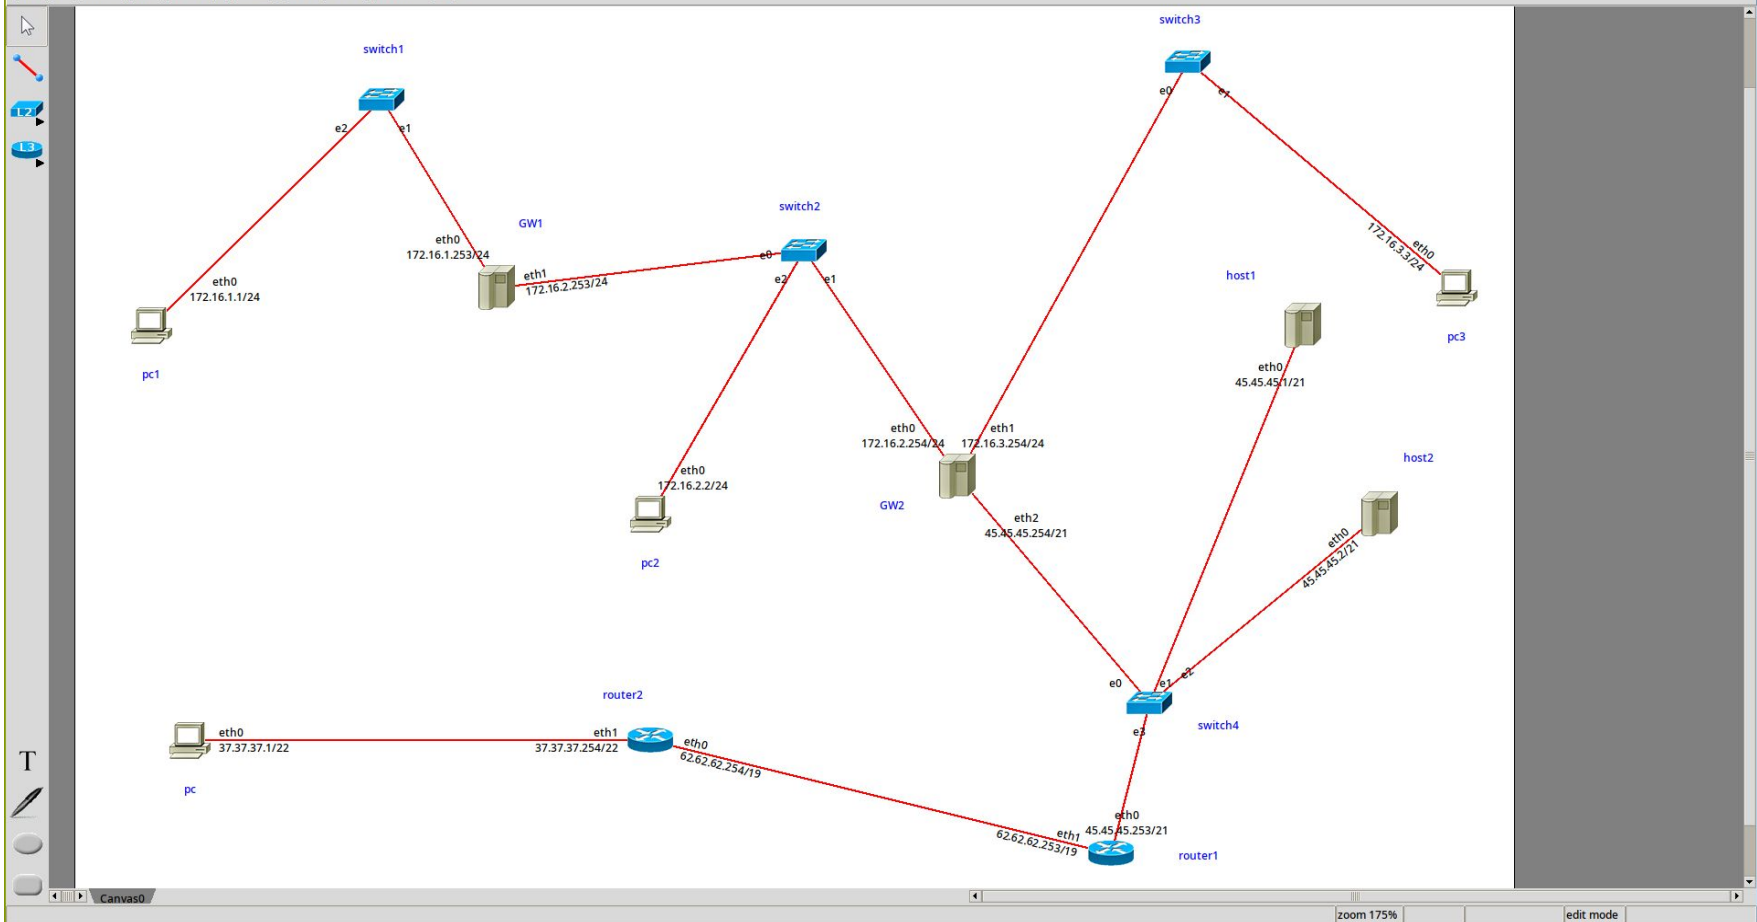 switch3
switch1
e0
e1
L2
e2
e1
L3
switch2
GW1
eth0
172.16.1.253/24
e0
eth1
172.16.2.253/24
e2
e1
172.16.3.3/24
eth0
host1
eth0
172.16.1.1/24
pc3
pc1
eth0
45.45.45.1/21
eth0
172.16.2.254/24
eth1
172.16.3.254/24
host2
eth0
172.16.2.2/24
GW2
eth2
45.45.45.254/21
eth0
45.45.45.2/21
pc2
e0
e1
e2
router2
switch4
e3
eth0
37.37.37.1/22
eth1
37.37.37.254/22
eth0
62.62.62.254/19
T
pc
eth0
45.45.45.253/21
eth1
62.62.62.253/19
router1
Canvas0
zoom 175%
edit mode